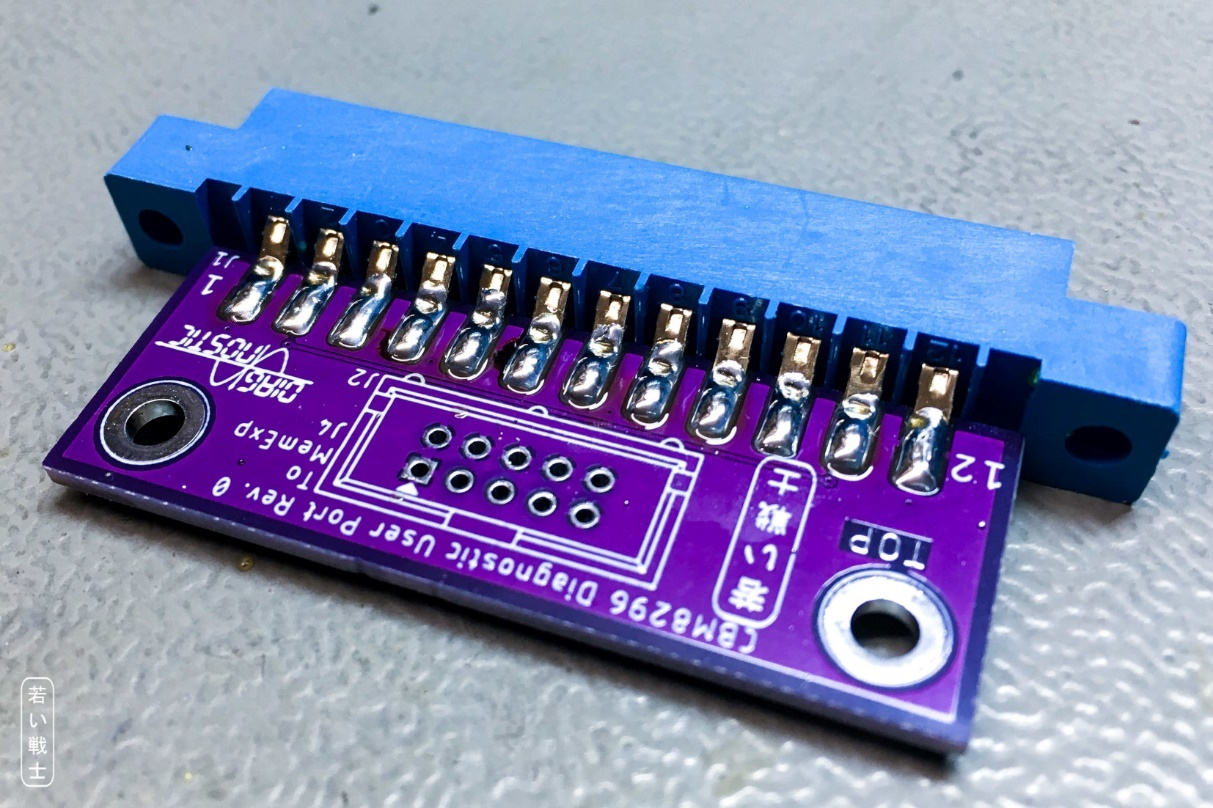 J1
1
DIAGNOSTIC
J2
To
MemExp
J4
CBM8296 Diagnostic User Port Rev. 0
若い戦士
TOP
12
若い戦士